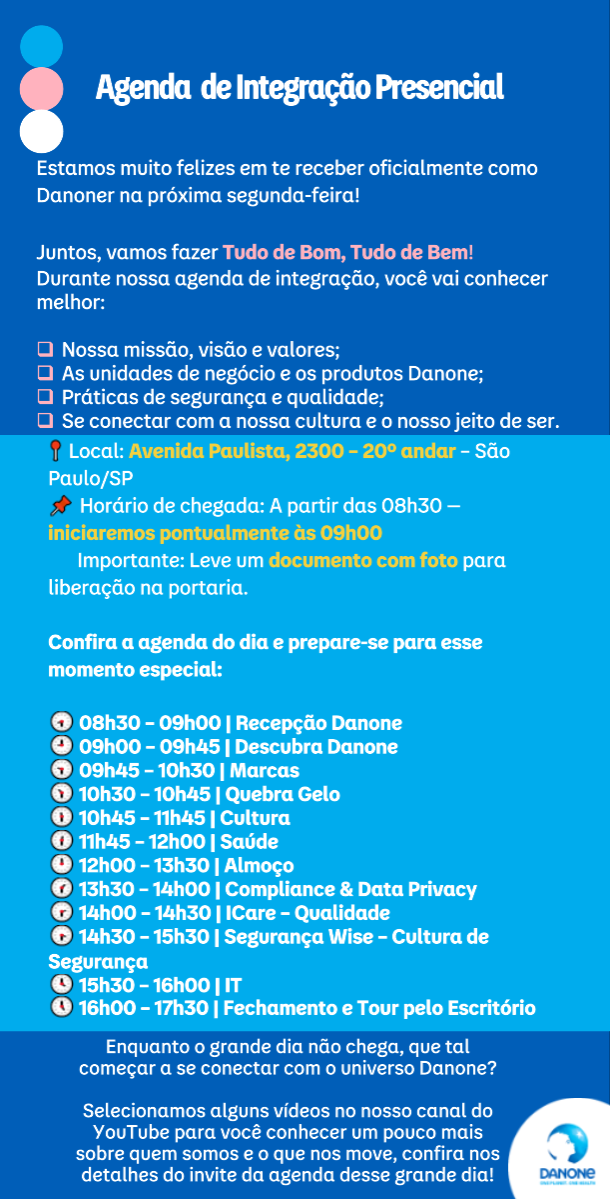 Agenda de Integração Presencial
Estamos muito felizes em te receber oficialmente como
Danoner na próxima segunda-feira!
Juntos, vamos fazer Tudo de Bom, Tudo de Bem!
Durante nossa agenda de integração, você vai conhecer
melhor:
❑ Nossa missão, visão e valores;
❑ As unidades de negócio e os produtos Danone;
❑ Práticas de segurança e qualidade;
❑ Se conectar com a nossa cultura e o nosso jeito de ser.
📍 Local: Avenida Paulista, 2300 – 20º andar – São
Paulo/SP
📌 Horário de chegada: A partir das 08h30 –
iniciaremos pontualmente às 09h00
Importante: Leve um documento com foto para
liberação na portaria.
Confira a agenda do dia e prepare-se para esse
momento especial:
08h30 – 09h00 | Recepção Danone
09h00 – 09h45 | Descubra Danone
09h45 – 10h30 | Marcas
10h30 – 10h45 | Quebra Gelo
10h45 – 11h45 | Cultura
11h45 – 12h00 | Saúde
12h00 – 13h30 | Almoço
13h30 – 14h00 | Compliance & Data Privacy
14h00 – 14h30 | ICare – Qualidade
14h30 – 15h30 | Segurança Wise – Cultura de
Segurança
15h30 – 16h00 | IT
16h00 – 17h30 | Fechamento e Tour pelo Escritório
Enquanto o grande dia não chega, que tal
começar a se conectar com o universo Danone?
Selecionamos alguns vídeos no nosso canal do
YouTube para você conhecer um pouco mais
sobre quem somos e o que nos move, confira nos
detalhes do invite da agenda desse grande dia!
DANONE
ONE PLANET. ONE HEALTH